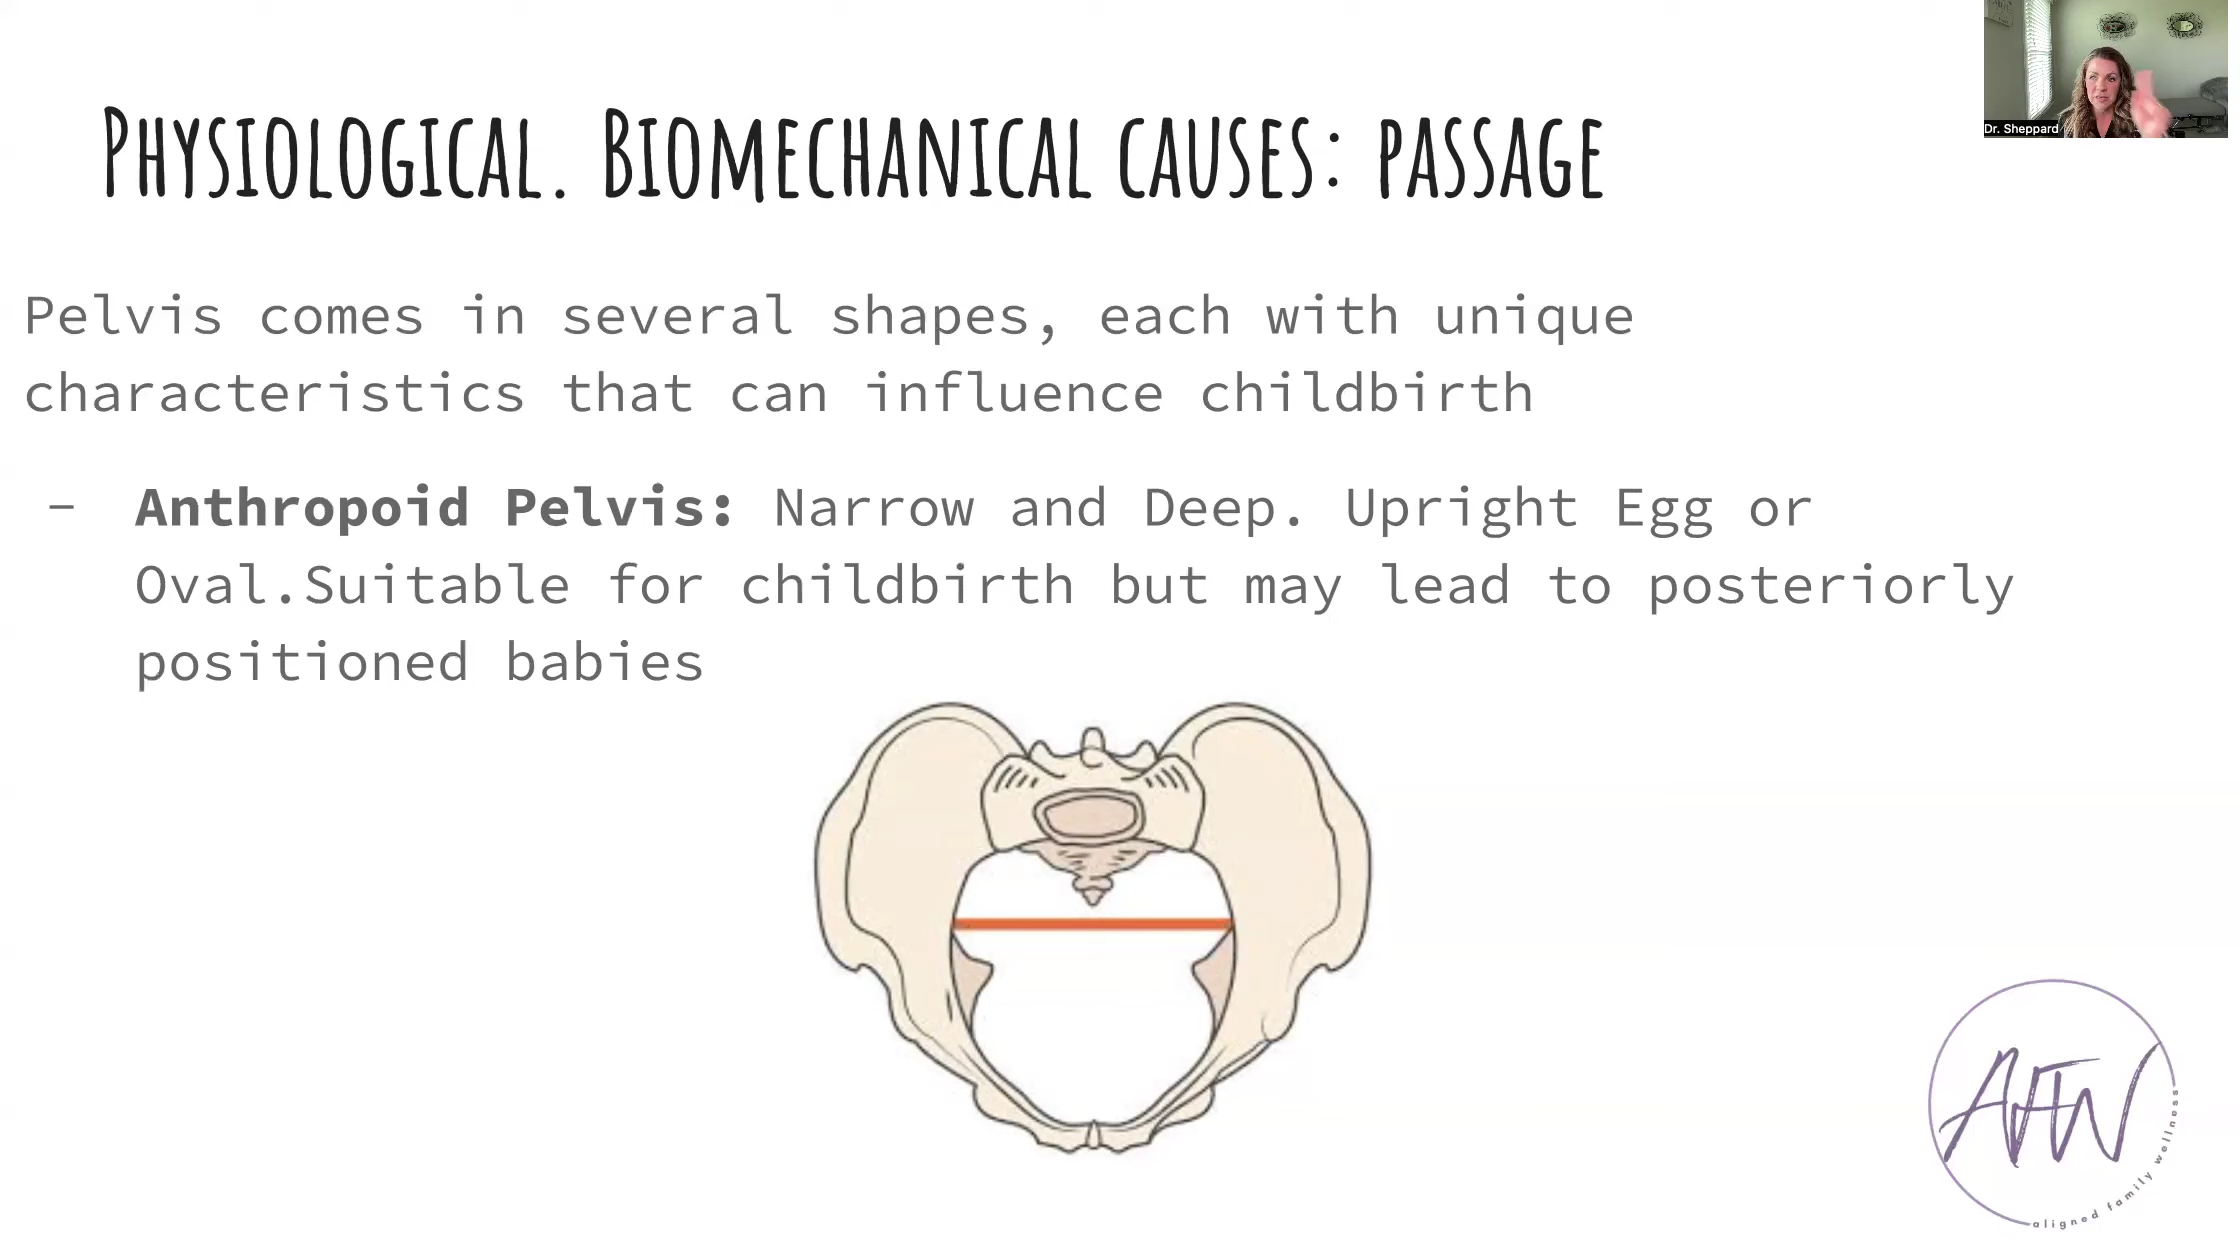 Dr. Sheppard
Physiological. Biomechanical causes: passage
Pelvis comes in several shapes, each with unique
characteristics that can influence childbirth
- Anthropoid Pelvis: Narrow and Deep. Upright Egg or
Oval.Suitable for childbirth but may lead to posteriorly
positioned babies
AFW
aligned family wellness